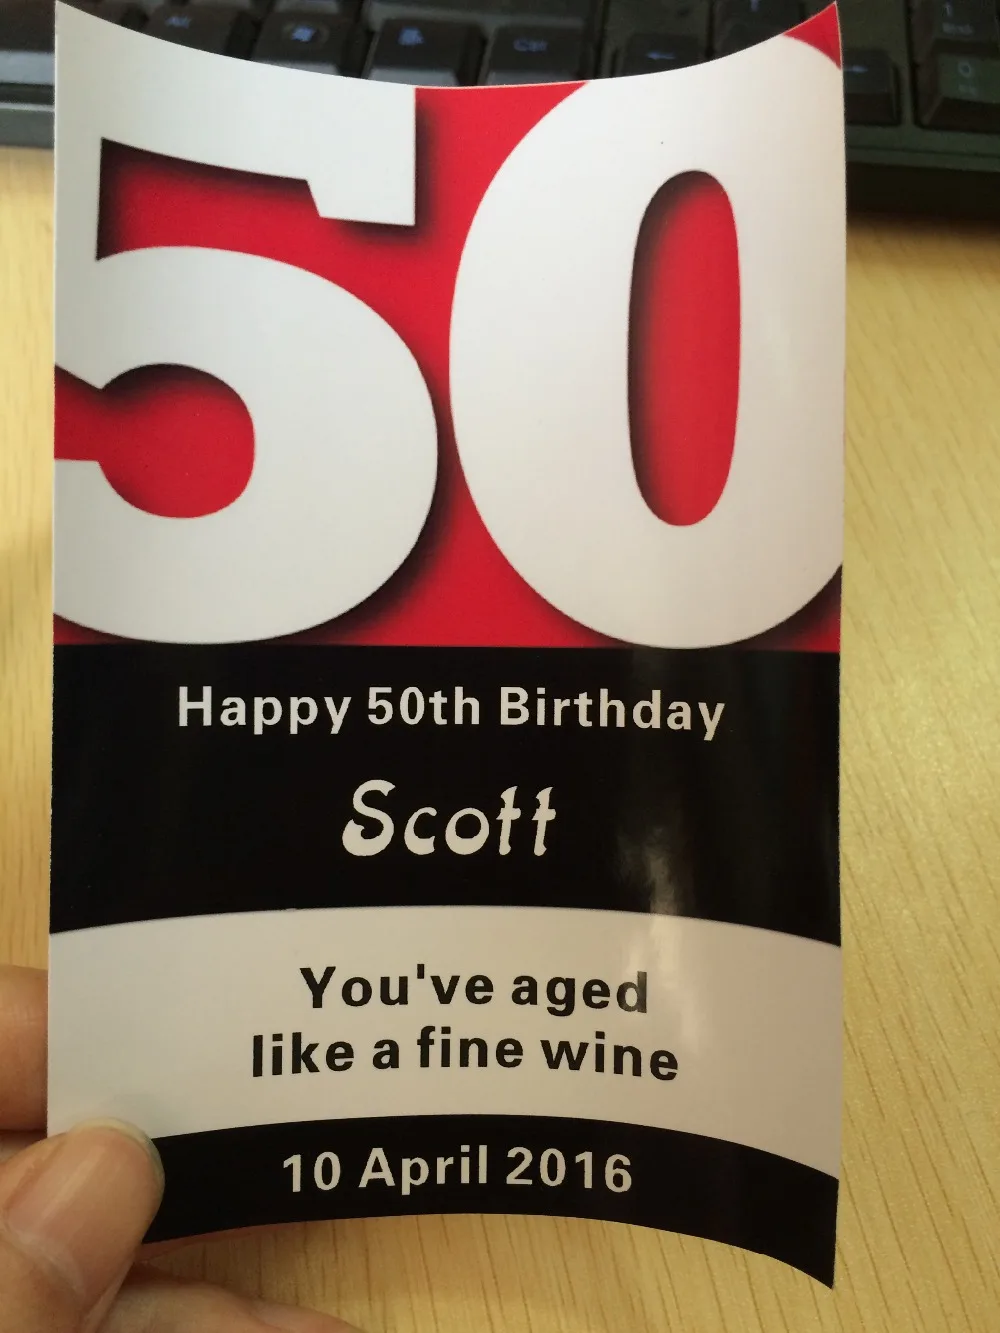 50
Happy 50th Birthday
Scott
You've aged
like a fine wine
10 April 2016